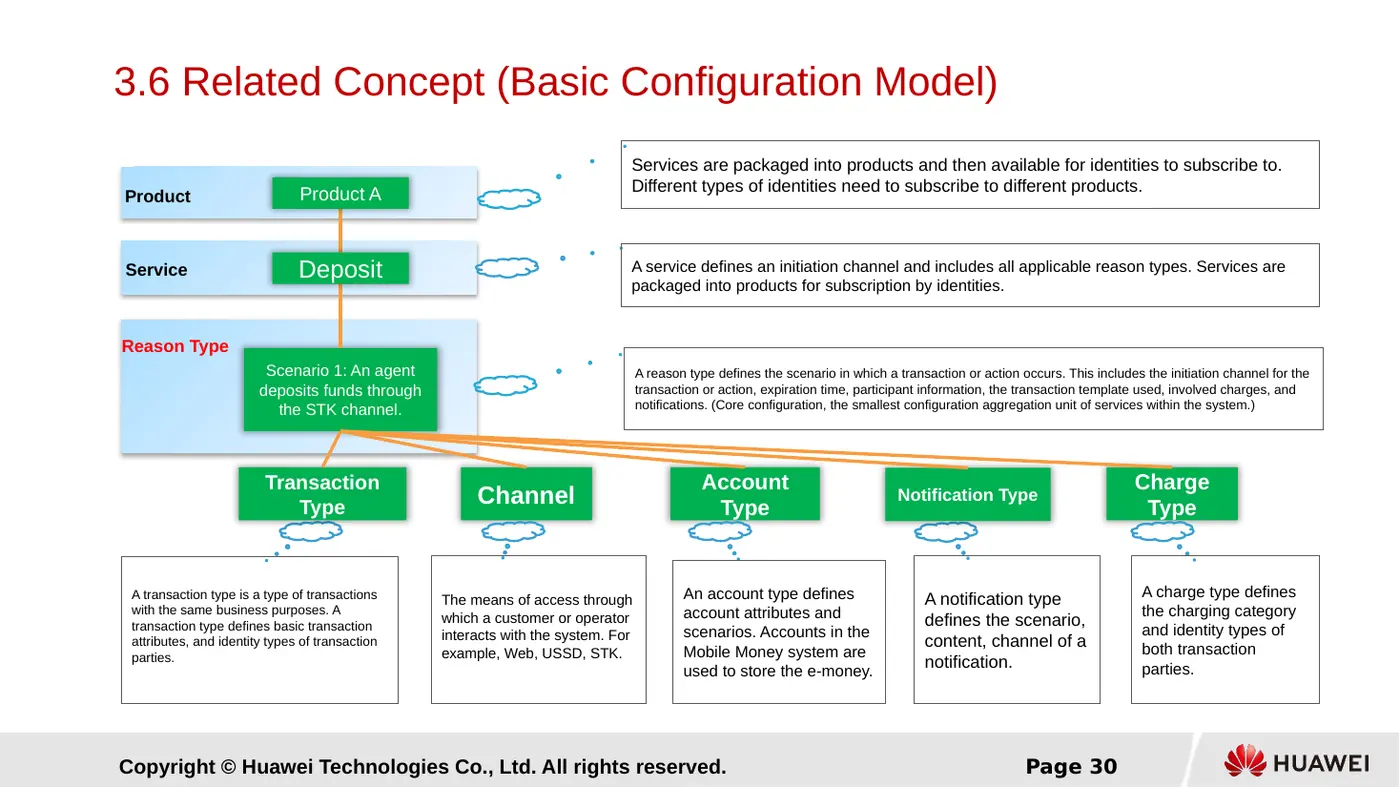 3.6 Related Concept (Basic Configuration Model)
Product
Product A
Services are packaged into products and then available for identities to subscribe to.
Different types of identities need to subscribe to different products.
Service
Deposit
A service defines an initiation channel and includes all applicable reason types. Services are
packaged into products for subscription by identities.
Reason Type
Scenario 1: An agent
deposits funds through
the STK channel.
A reason type defines the scenario in which a transaction or action occurs. This includes the initiation channel for the
transaction or action, expiration time, participant information, the transaction template used, involved charges, and
notifications. (Core configuration, the smallest configuration aggregation unit of services within the system.)
Transaction
Type
Channel
Account
Type
Notification Type
Charge
Type
A transaction type is a type of transactions
with the same business purposes. A
transaction type defines basic transaction
attributes, and identity types of transaction
parties.
The means of access through
which a customer or operator
interacts with the system. For
example, Web, USSD, STK.
An account type defines
account attributes and
scenarios. Accounts in the
Mobile Money system are
used to store the e-money.
A notification type
defines the scenario,
content, channel of a
notification.
A charge type defines
the charging category
and identity types of
both transaction
parties.
Copyright © Huawei Technologies Co., Ltd. All rights reserved.
Page 30
HUAWEI